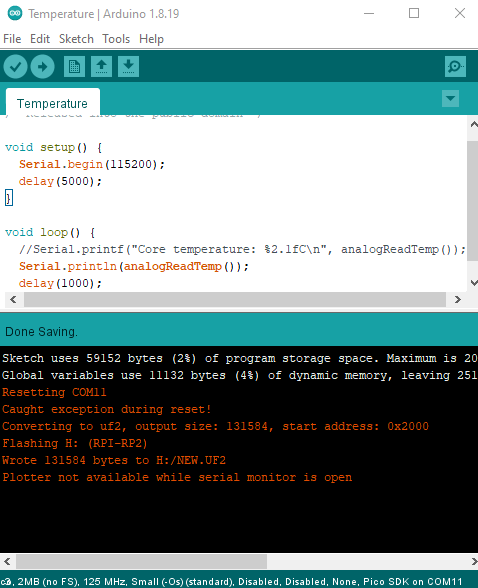 Temperature | Arduino 1.8.19
File Edit Sketch Tools Help
Temperature
void setup() {
Serial.begin(115200);
delay(5000);
}
void loop() {
//Serial.printf("Core temperature: %2.1fC\n", analogReadTemp());
Serial.println(analogReadTemp());
delay(1000);
Done Saving.
Sketch uses 59152 bytes (2%) of program storage space. Maximum is 20
Global variables use 11132 bytes (4%) of dynamic memory, leaving 251
Resetting COM11
Caught exception during reset!
Converting to uf2, output size: 131584, start address: 0x2000
Flashing H: (RPI-RP2)
Wrote 131584 bytes to H:/NEW.UF2
Plotter not available while serial monitor is open
2MB (no FS), 125 MHz, Small (-Os) (standard), Disabled, Disabled, None, Pico SDK on COM11